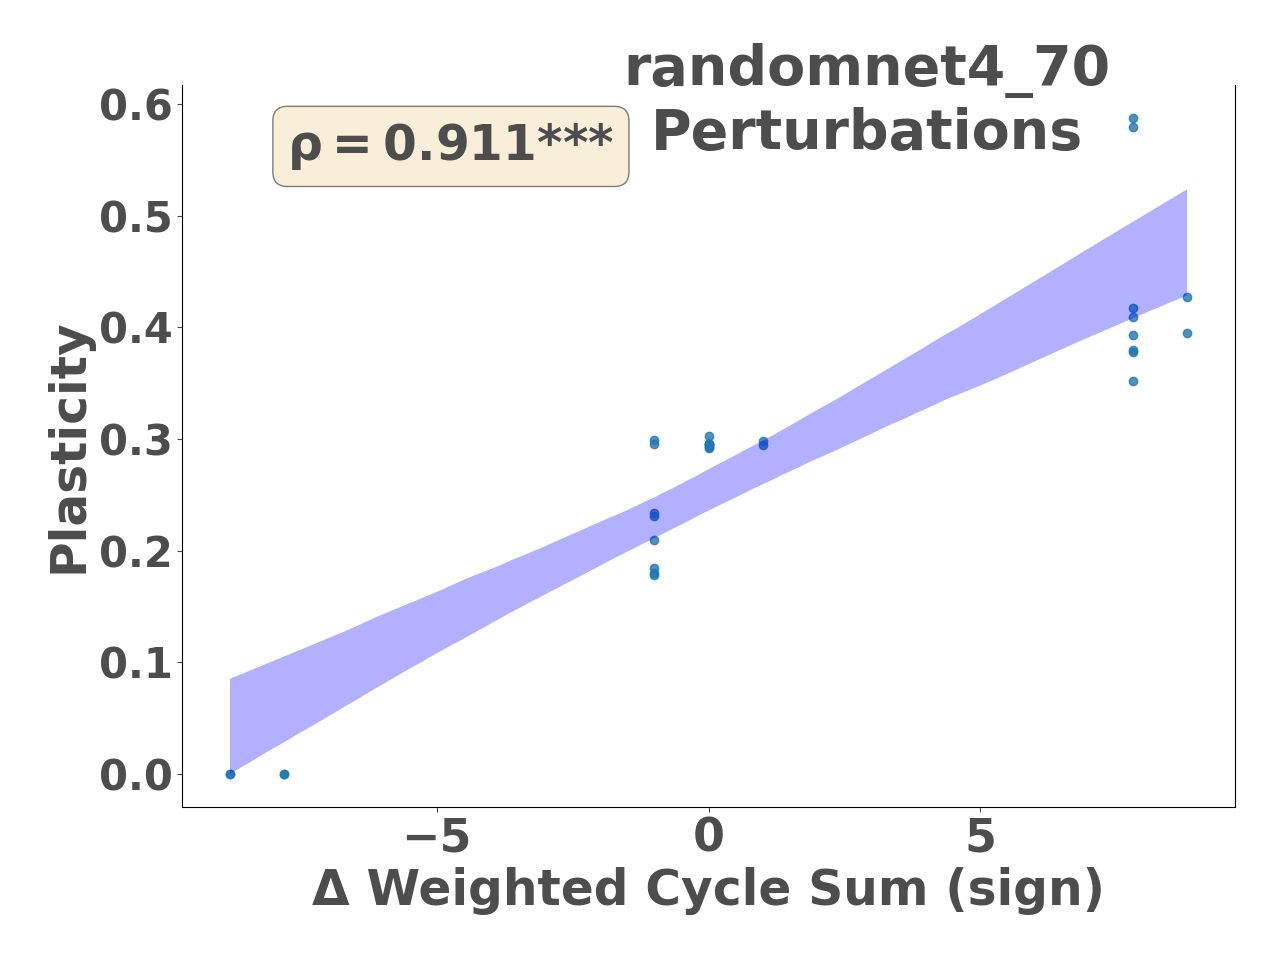 randomnet4_70
Perturbations
ρ = 0.911***
0.6
0.5
0.4
0.3
0.2
0.1
0.0
Plasticity
−5 0 5
Δ Weighted Cycle Sum (sign)